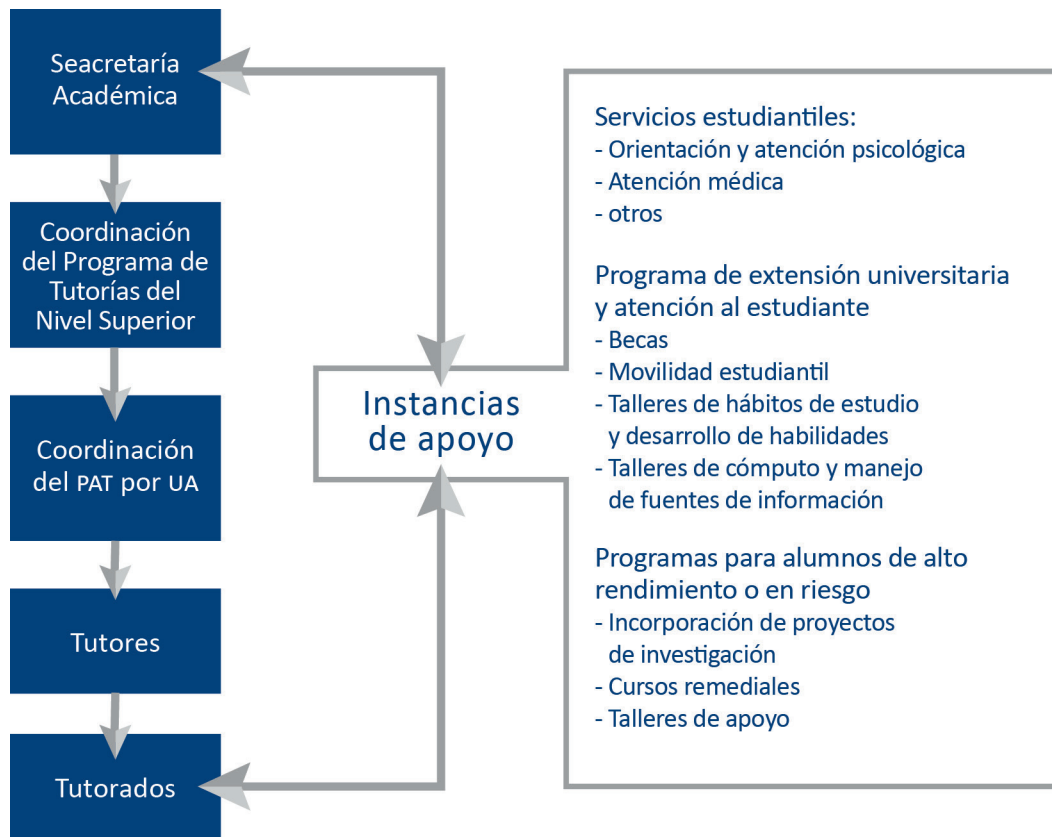 Seacretaría
Académica
Coordinación
del Programa de
Tutorías del
Nivel Superior
Coordinación
del PAT por UA
Tutores
Tutorados
Instancias
de apoyo
Servicios estudiantiles:
- Orientación y atención psicológica
- Atención médica
- otros
Programa de extensión universitaria
y atención al estudiante
- Becas
- Movilidad estudiantil
- Talleres de hábitos de estudio
y desarrollo de habilidades
- Talleres de cómputo y manejo
de fuentes de información
Programas para alumnos de alto
rendimiento o en riesgo
- Incorporación de proyectos
de investigación
- Cursos remediales
- Talleres de apoyo